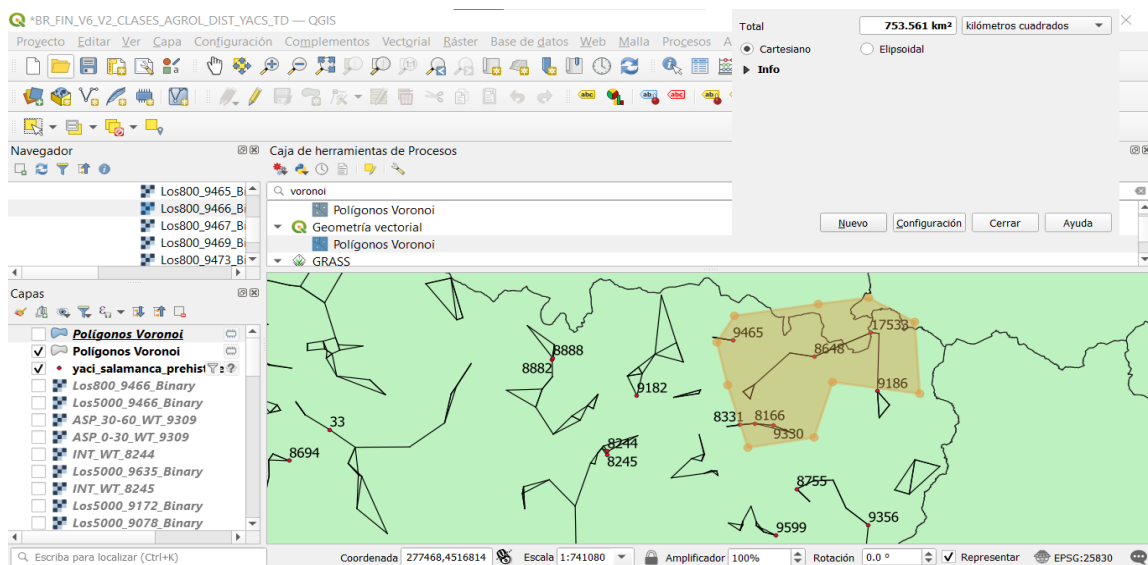 *BR_FIN_V6_V2_CLASES_AGROL_DIST_YACS_TD — QGIS
Proyecto Editar Ver Capa Configuración Complementos Vectorial Ráster Base de datos Web Malla Procesos A
Total 753.561 km² kilómetros cuadrados
Cartesiano Elipsoidal
Info
Nuevo Configuración Cerrar Ayuda
abc abc
Navegador
Los800_9465_Bi
Los800_9466_Bi
Los800_9467_Bi
Los800_9469_Bi
Los800_9473_Bi
Caja de herramientas de Procesos
voronoi
Polígonos Voronoi
Geometría vectorial
Polígonos Voronoi
GRASS
Capas
Polígonos Voronoi
Polígonos Voronoi
Los800_9466_Binary
Los5000_9466_Binary
ASP_30-60_WT_9309
ASP_0-30_WT_9309
INT_WT_8244
Los5000_9635_Binary
INT_WT_8245
Los5000_9172_Binary
Los5000_9078_Binary
9465
17533
8888
8648
8882
9182
9186
33
8331 8166
9330
8244
8694
8245
8755
9356
9599
Escriba para localizar (Ctrl+K)
Coordenada 277468,4516814 Escala 1:741080 Amplificador 100% Rotación 0.0 ° Representar EPSG:25830